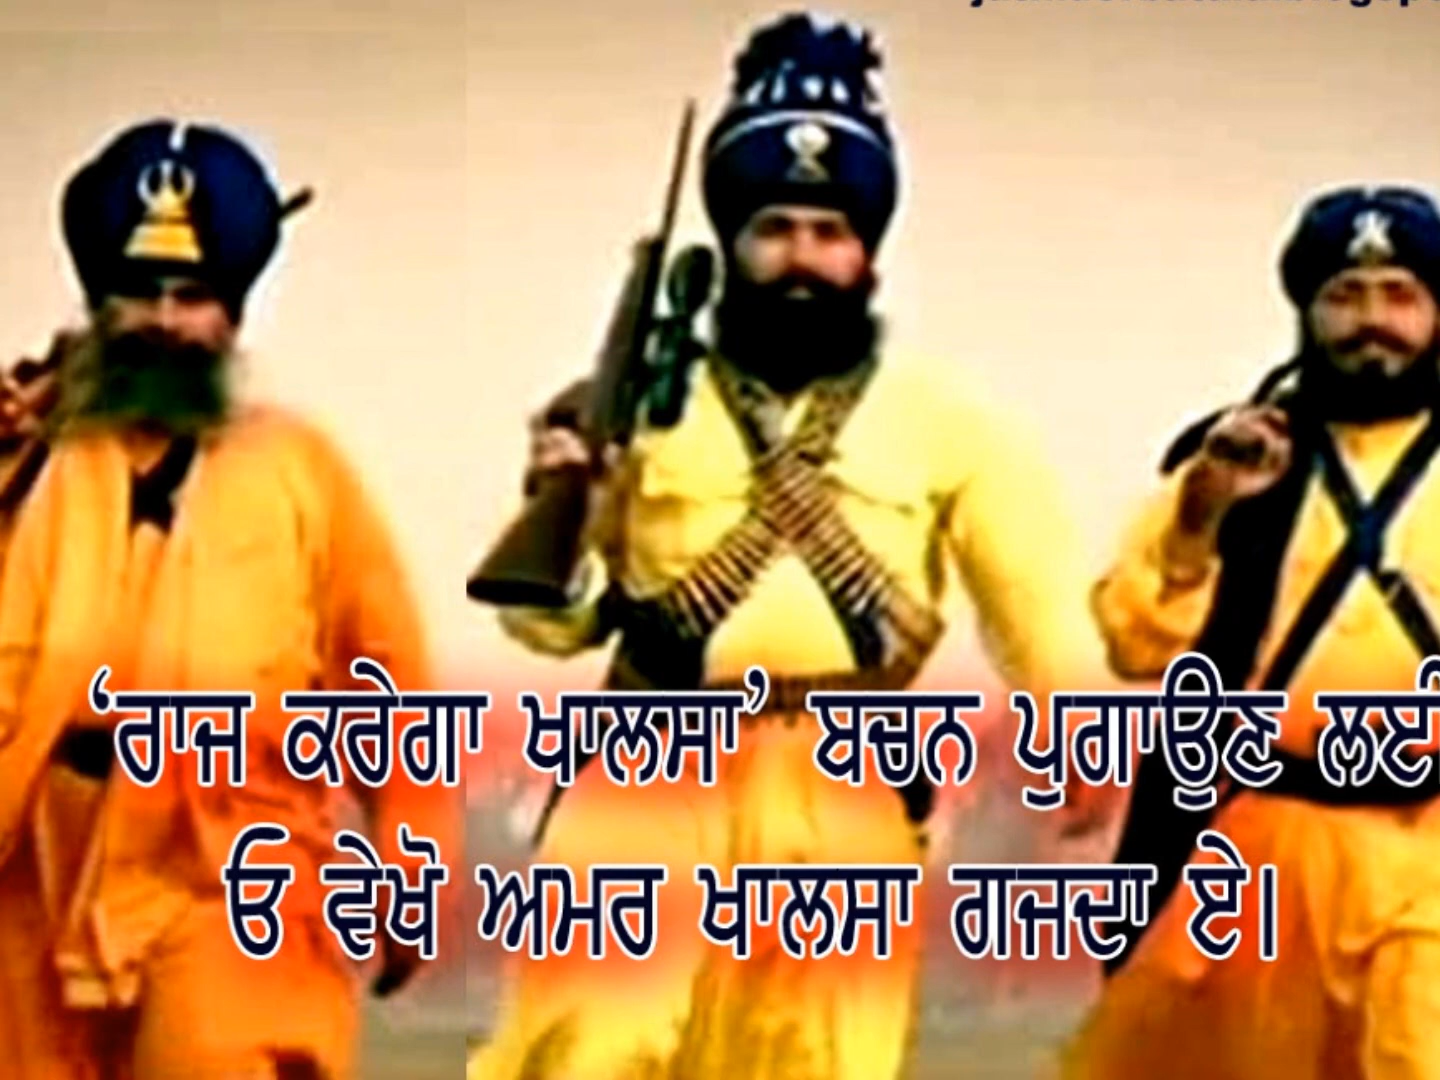 ‘ਰਾਜ ਕਰੇਗਾ ਖਾਲਸਾ’ ਬਚਨ ਪੁਗਾਉਣ ਲਈ
ਓ ਵੇਖੋ ਅਮਰ ਖਾਲਸਾ ਗਜਦਾ ਏ।